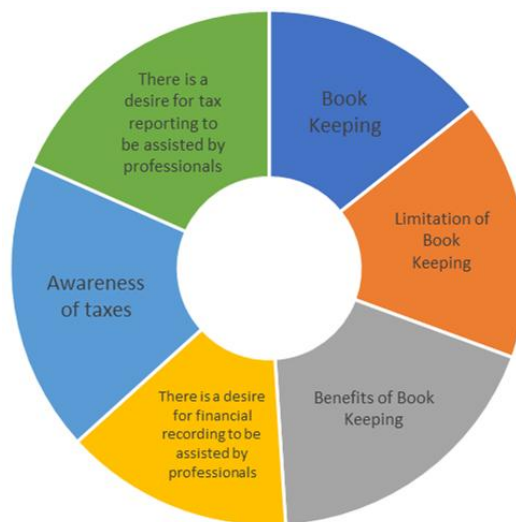 Book
Keeping
Limitation of
Book
Keeping
Benefits of Book
Keeping
There is a desire
for financial
recording to be
assisted by
professionals
Awareness
of taxes
There is a
desire for tax
reporting to
be assisted by
professionals